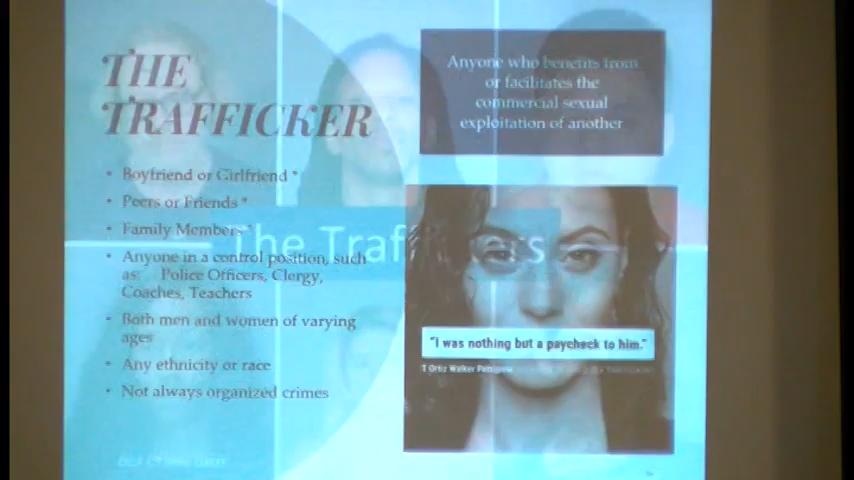 THE
TRAFFICKER
Anyone who benefits from
or facilitates the
commercial sexual
exploitation of another
• Boyfriend or Girlfriend *
• Peers or Friends *
• Family Members *
The Traffickers
• Anyone in a control position, such
as: Police Officers, Clergy,
Coaches, Teachers
• Both men and women of varying
ages
• Any ethnicity or race
• Not always organized crimes
"I was nothing but a paycheck to him."
T Ortiz Walker